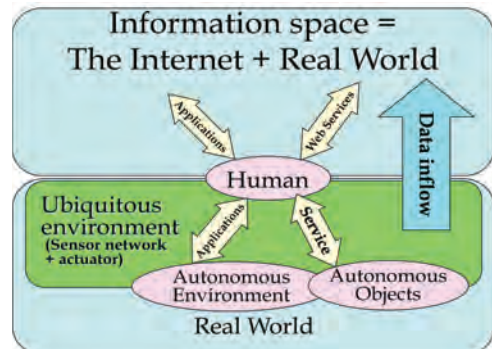 Information space =
The Internet + Real World
Applications
Web Services
Data inflow
Human
Ubiquitous
environment
(Sensor network
+ actuator)
Applications
Service
Autonomous
Environment
Autonomous
Objects
Real World